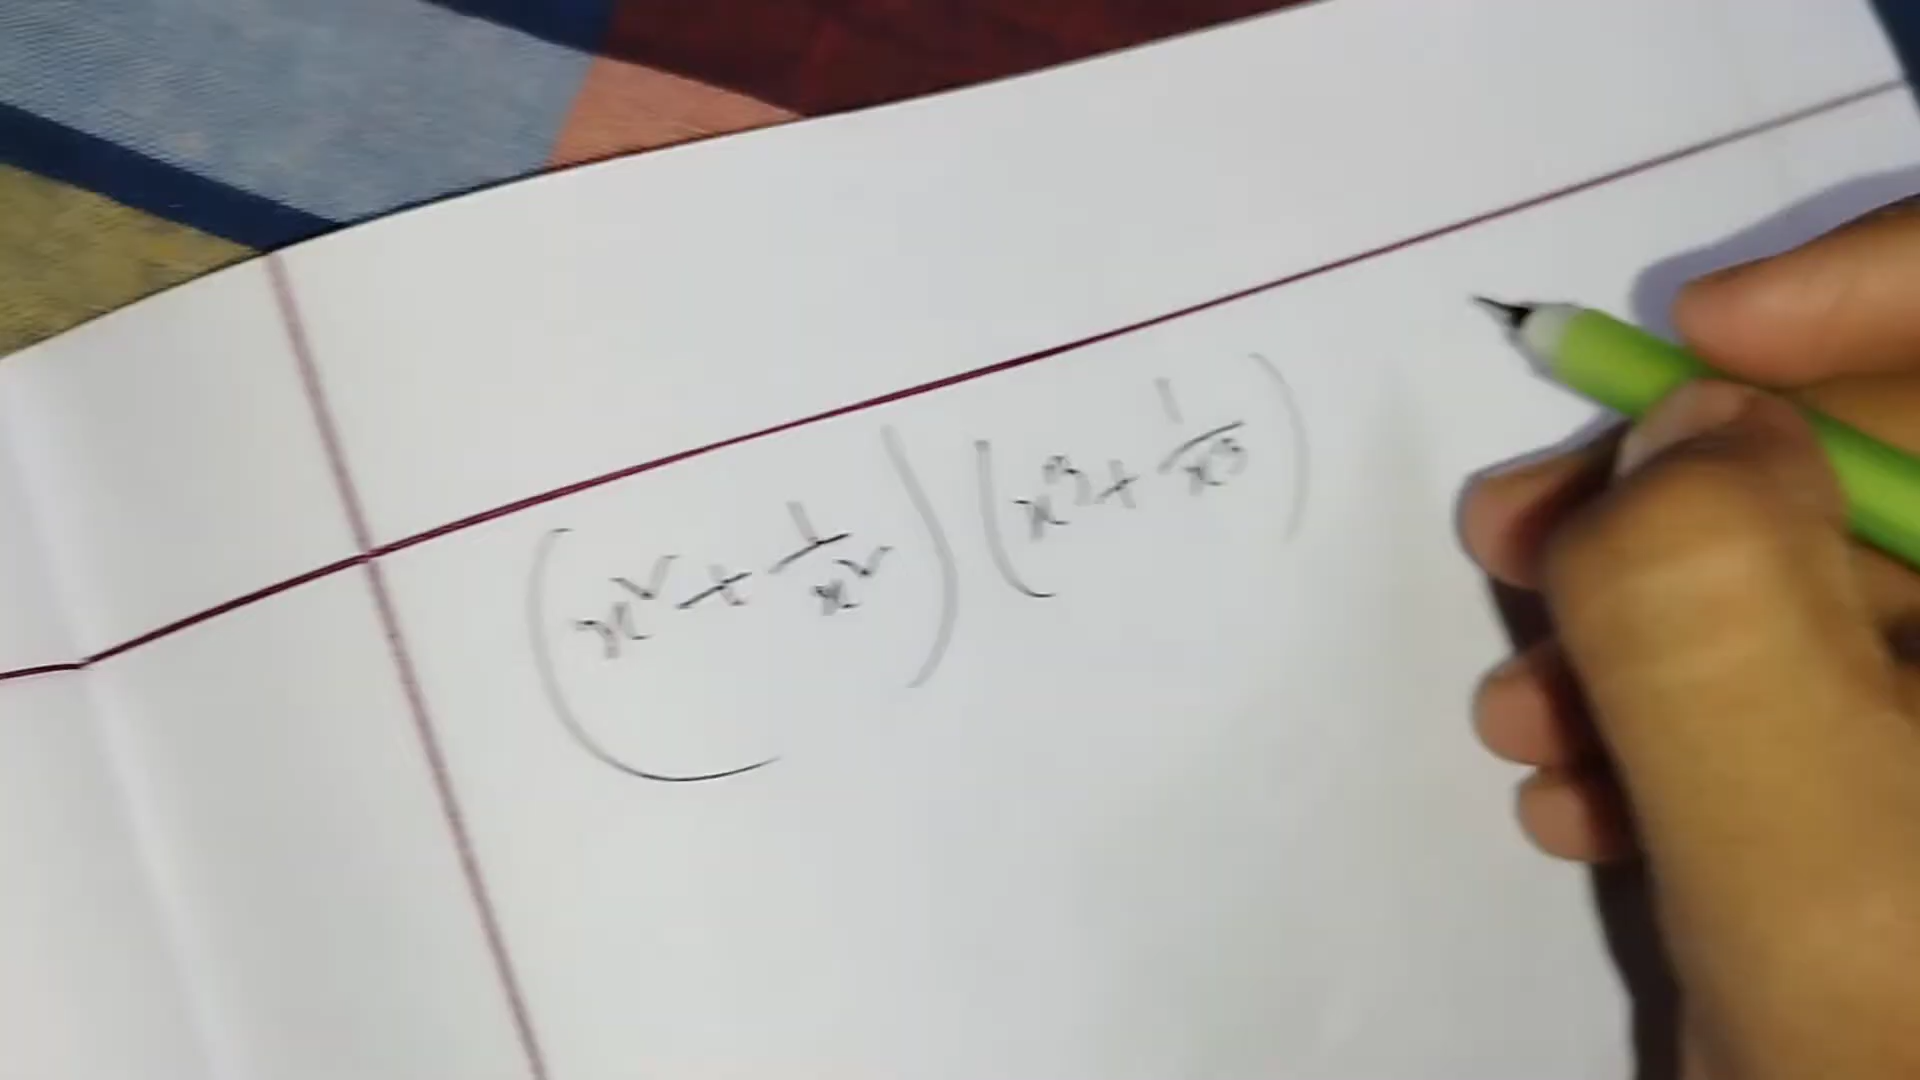 (x² + 1/x²) (x³ + 1/x³)